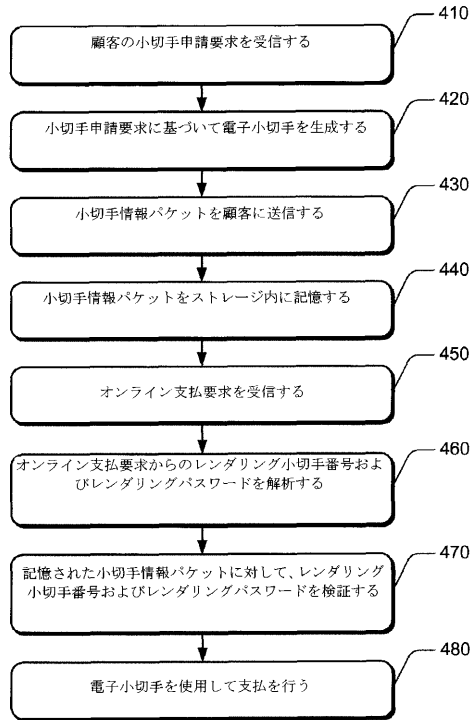 410
顧客の小切手申請要求を受信する
420
小切手申請要求に基づいて電子小切手を生成する
430
小切手情報パケットを顧客に送信する
440
小切手情報パケットをストレージ内に記憶する
450
オンライン支払要求を受信する
460
オンライン支払要求からのレンダリング小切手番号およ
びレンダリングパスワードを解析する
470
記憶された小切手情報パケットに対して、レンダリング
小切手番号およびレンダリングパスワードを検証する
480
電子小切手を使用して支払を行う